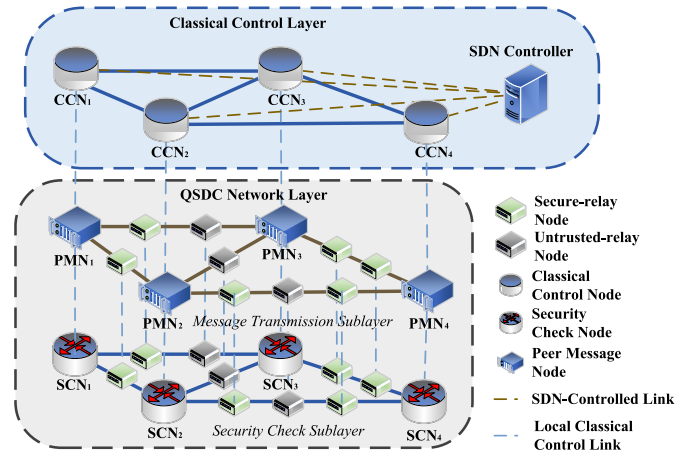 Classical Control Layer
SDN Controller
CCN1
CCN3
CCN2
CCN4
QSDC Network Layer
PMN1
PMN3
PMN2
PMN4
Message Transmission Sublayer
SCN1
SCN3
SCN2
SCN4
Security Check Sublayer
Secure-relay
Node
Untrusted-relay
Node
Classical
Control Node
Security
Check Node
Peer Message
Node
SDN-Controlled Link
Local Classical
Control Link